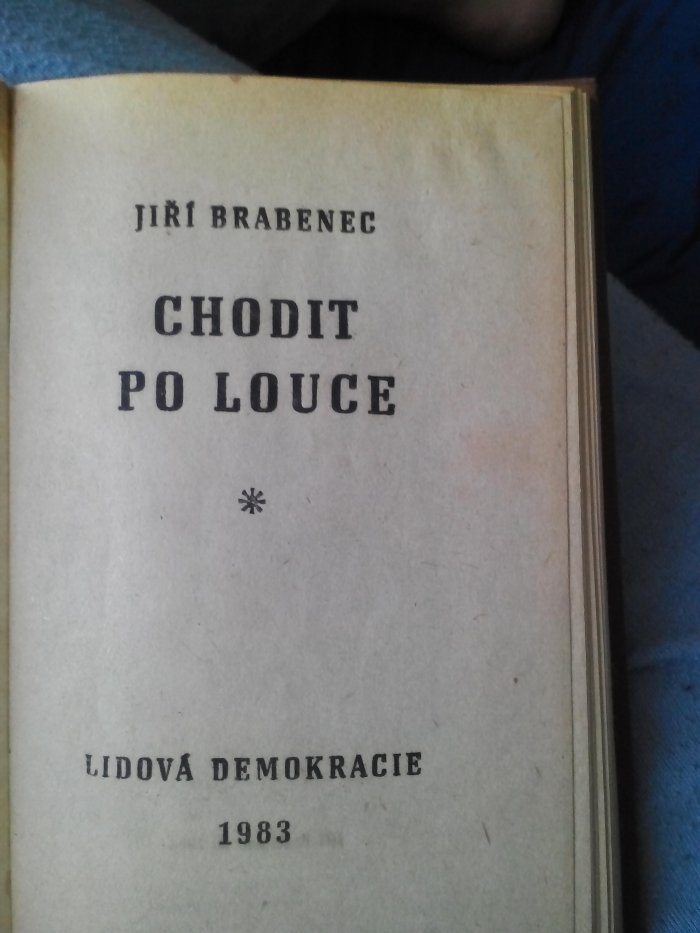 JIŘÍ BRABENEC
CHODIT
PO LOUCE
*
LIDOVÁ DEMOKRACIE
1983